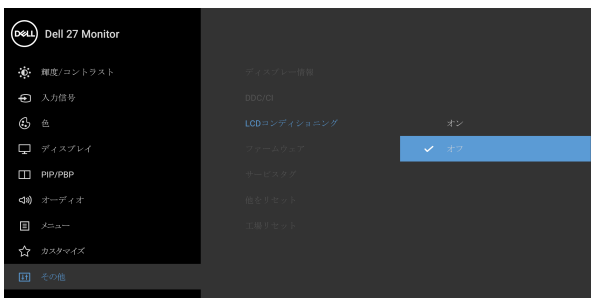 DELL Dell 27 Monitor
輝度/コントラスト
入力信号
色
ディスプレイ
PIP/PBP
オーディオ
メニュー
カスタマイズ
その他
ディスプレー情報
DDC/CI
LCDコンディショニング
ファームウェア
サービスタグ
他をリセット
工場リセット
オン
オフ